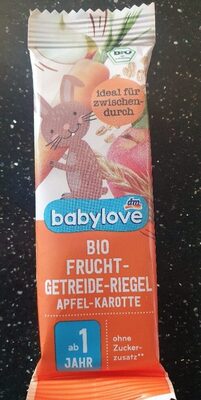 BIO
ideal für
zwischen-
durch
dm
babylove
BIO
FRUCHT-
GETREIDE-RIEGEL
APFEL-KAROTTE
ab 1
JAHR
ohne
Zucker-
zusatz**